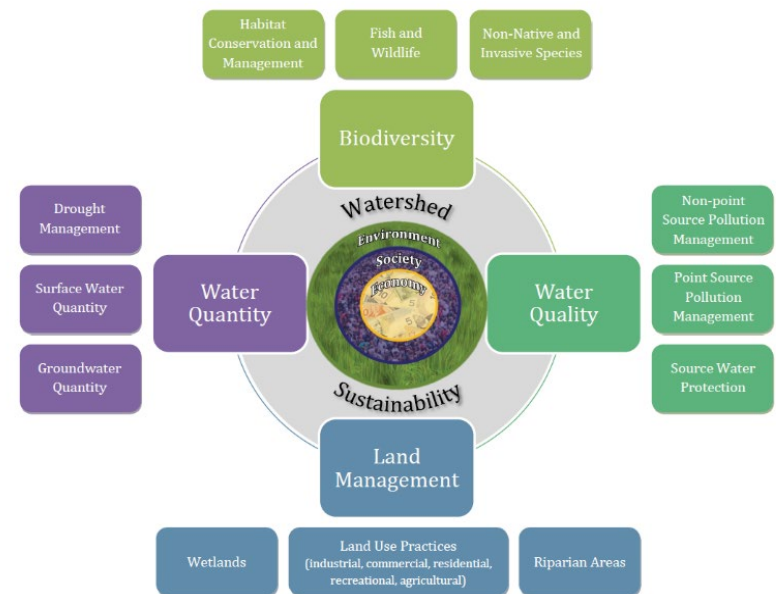 Habitat
Conservation and
Management
Fish and
Wildlife
Non-Native and
Invasive Species
Biodiversity
Drought
Management
Surface Water
Quantity
Groundwater
Quantity
Water
Quantity
Watershed
Environment
Society
Economy
Sustainability
Water
Quality
Non-point
Source Pollution
Management
Point Source
Pollution
Management
Source Water
Protection
Land
Management
Wetlands
Land Use Practices
(industrial, commercial, residential,
recreational, agricultural)
Riparian Areas